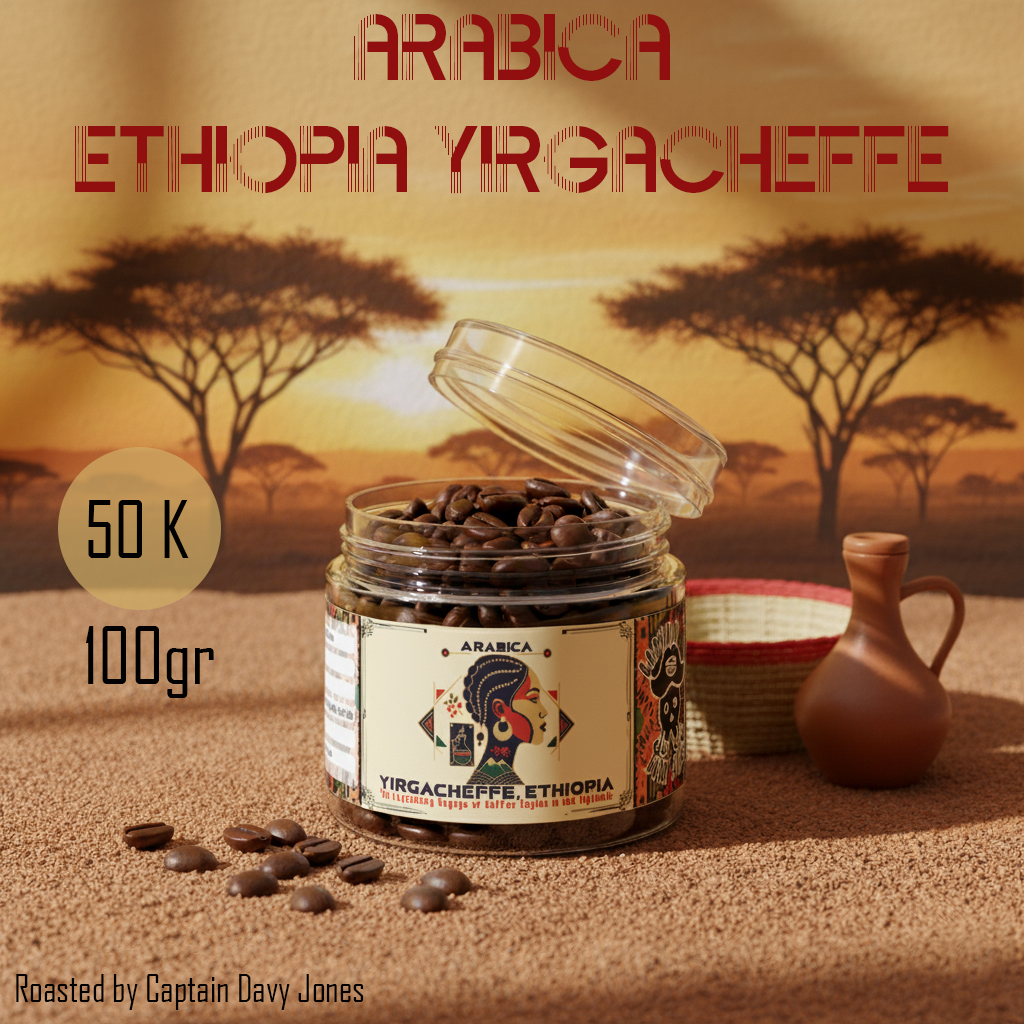 ARABICA
ETHIOPIA YIRGACHEFFE
50 K
100gr
ARABICA
YIRGACHEFFE, ETHIOPIA
Roasted by Captain Davy Jones